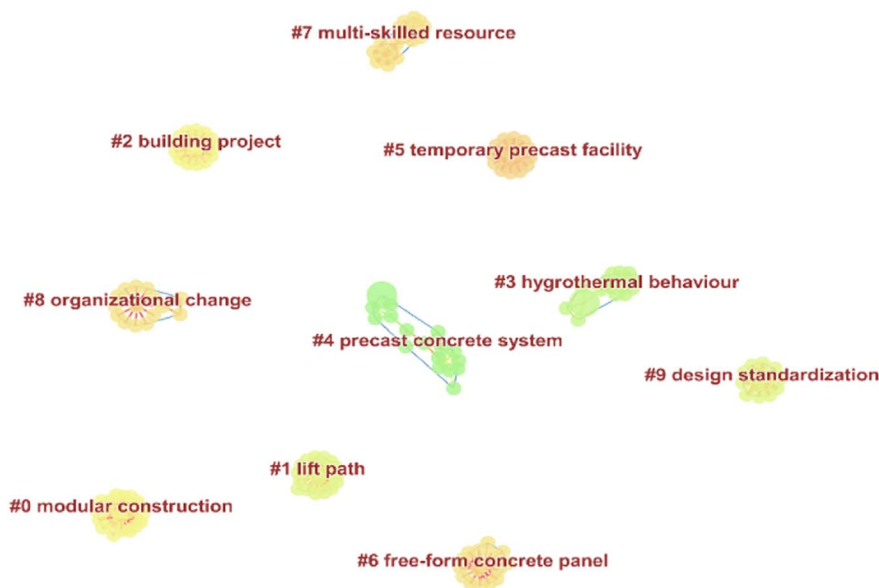 #7 multi-skilled resource
#2 building project
#5 temporary precast facility
#3 hygrothermal behaviour
#8 organizational change
#4 precast concrete system
#9 design standardization
#1 lift path
#0 modular construction
#6 free-form concrete panel